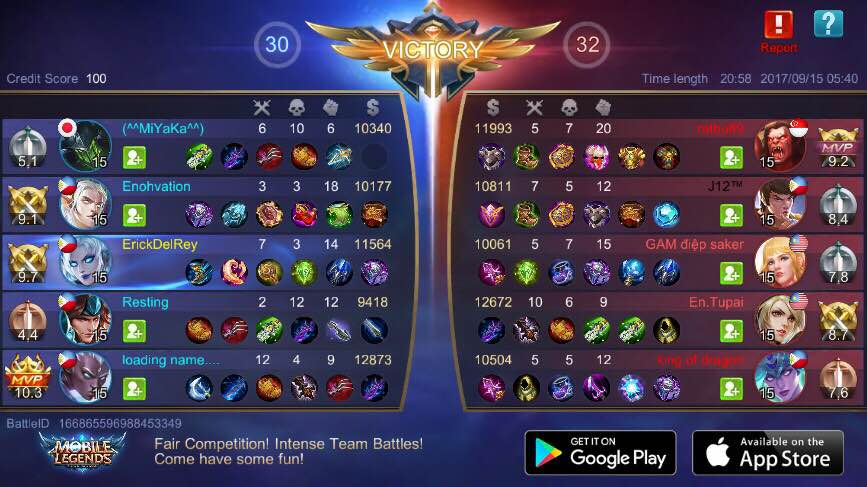 30 VICTORY 32
Report
Credit Score 100
Time length 20:58 2017/09/15 05:40
5,1 15 (^^MiYaKa^^) 6 10 6 10340
11993 5 7 20 15 MVP 9.2
9.1 15 Enohvation 3 3 18 10177
10811 7 5 12 J12™ 15 8,4
9.7 15 ErickDelRey 7 3 14 11564
10061 5 7 15 GAM điệp saker 15 7,8
4,4 15 Resting 2 12 12 9418
12672 10 6 9 En.Tupai 15 8.7
MVP 10.3 15 loading name.... 12 4 9 12873
10504 5 5 12 king of dragon 15 7,6
BattleID 166865596988453349
MOBILE LEGENDS
Fair Competition! Intense Team Battles!
Come have some fun!
GET IT ON
Google Play
Available on the
App Store